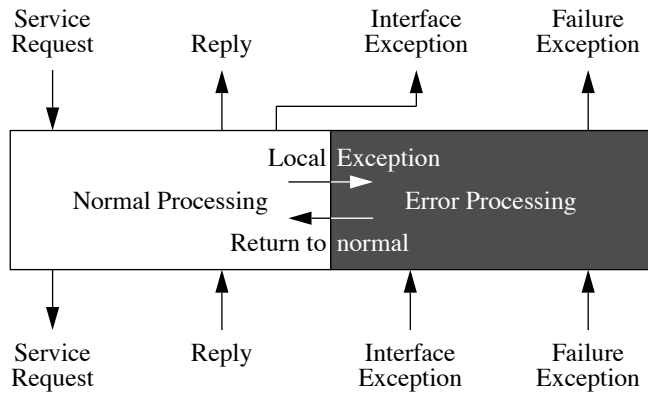 Service
Request
Reply
Interface
Exception
Failure
Exception
Local Exception
Normal Processing
Error Processing
Return to normal
Service
Request
Reply
Interface
Exception
Failure
Exception